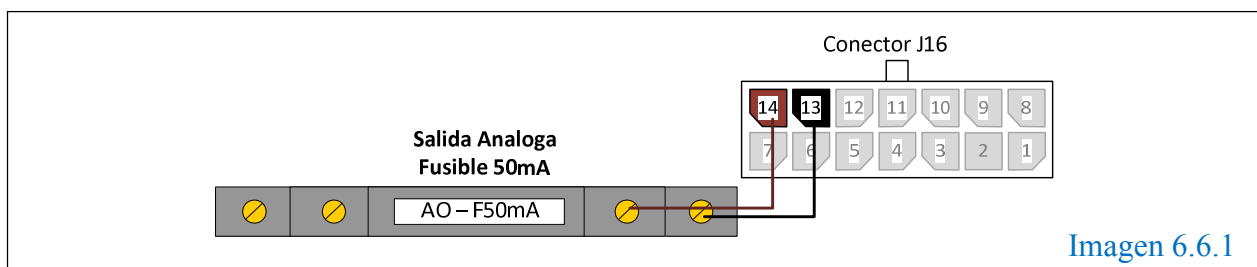 Conector J16
14 13 12 11 10 9 8
7 6 5 4 3 2 1
Salida Analoga
Fusible 50mA
AO – F50mA
Imagen 6.6.1